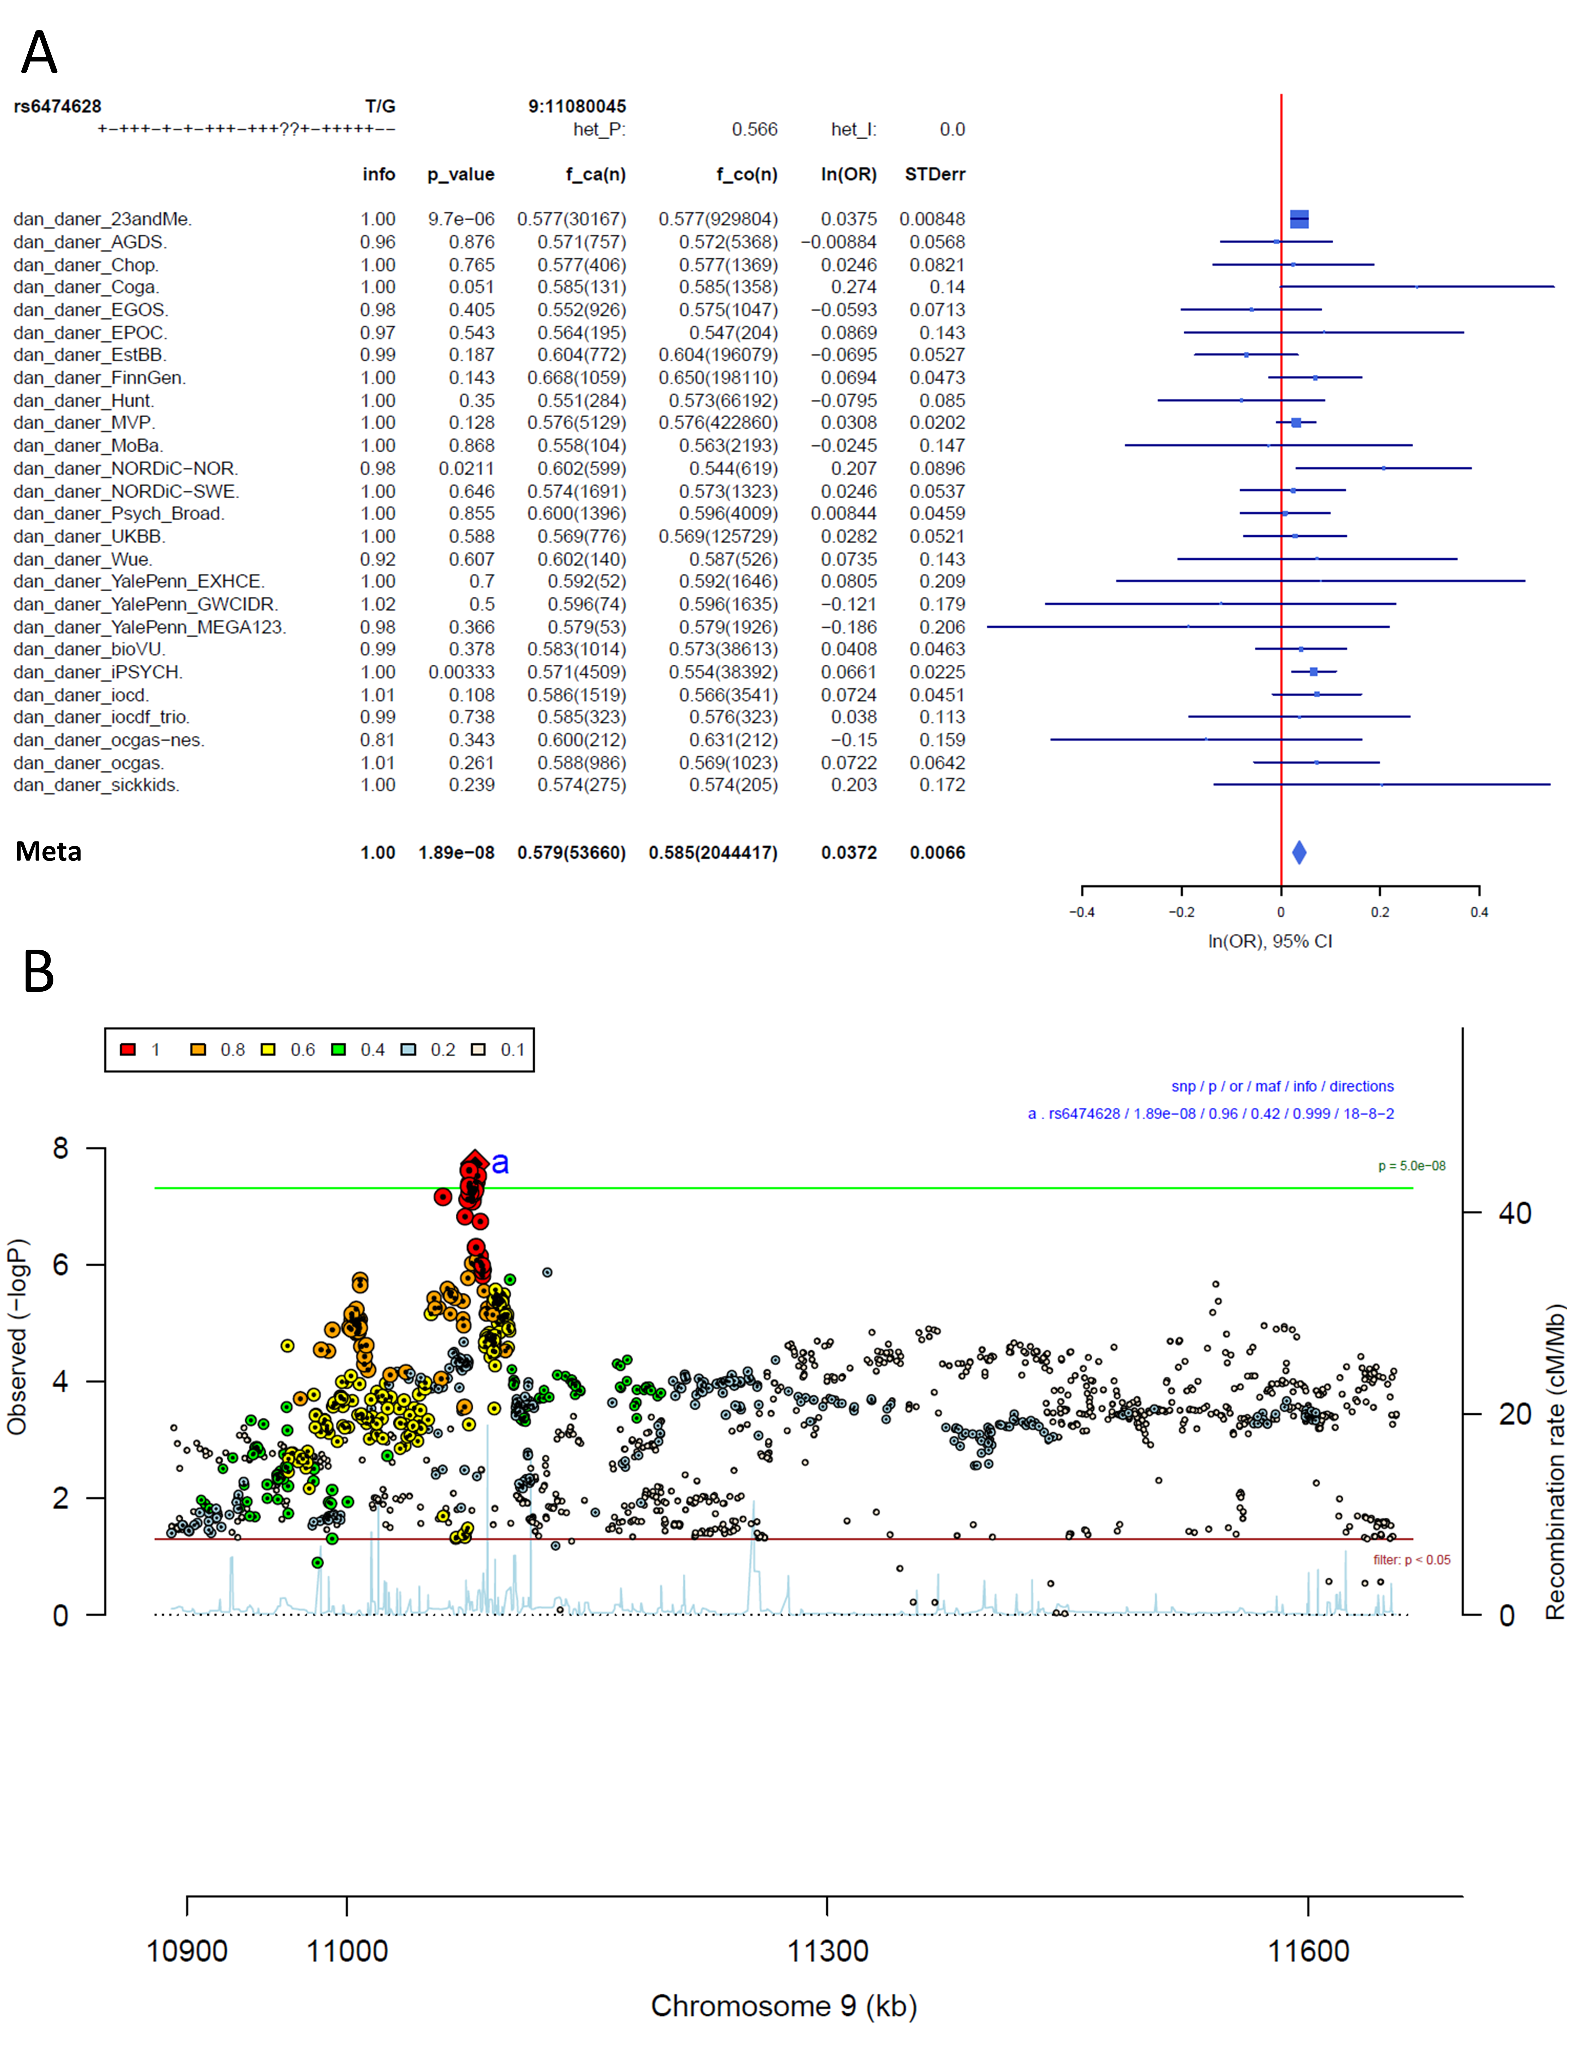 A
rs6474628 T/G 9:11080045
+−+++−+−+−+++−+++??+−+++++−− het_P: 0.566 het_I: 0.0
info p_value f_ca(n) f_co(n) ln(OR) STDerr
dan_daner_23andMe. 1.00 9.7e−06 0.577(30167) 0.577(929804) 0.0375 0.00848
dan_daner_AGDS. 0.96 0.876 0.571(757) 0.572(5368) −0.00884 0.0568
dan_daner_Chop. 1.00 0.765 0.577(406) 0.577(1369) 0.0246 0.0821
dan_daner_Coga. 1.00 0.051 0.585(131) 0.585(1358) 0.274 0.14
dan_daner_EGOS. 0.98 0.405 0.552(926) 0.575(1047) −0.0593 0.0713
dan_daner_EPOC. 0.97 0.543 0.564(195) 0.547(204) 0.0869 0.143
dan_daner_EstBB. 0.99 0.187 0.604(772) 0.604(196079) −0.0695 0.0527
dan_daner_FinnGen. 1.00 0.143 0.668(1059) 0.650(198110) 0.0694 0.0473
dan_daner_Hunt. 1.00 0.35 0.551(284) 0.573(66192) −0.0795 0.085
dan_daner_MVP. 1.00 0.128 0.576(5129) 0.576(422860) 0.0308 0.0202
dan_daner_MoBa. 1.00 0.868 0.558(104) 0.563(2193) −0.0245 0.147
dan_daner_NORDiC−NOR. 0.98 0.0211 0.602(599) 0.544(619) 0.207 0.0896
dan_daner_NORDiC−SWE. 1.00 0.646 0.574(1691) 0.573(1323) 0.0246 0.0537
dan_daner_Psych_Broad. 1.00 0.855 0.600(1396) 0.596(4009) 0.00844 0.0459
dan_daner_UKBB. 1.00 0.588 0.569(776) 0.569(125729) 0.0282 0.0521
dan_daner_Wue. 0.92 0.607 0.602(140) 0.587(526) 0.0735 0.143
dan_daner_YalePenn_EXHCE. 1.00 0.7 0.592(52) 0.592(1646) 0.0805 0.209
dan_daner_YalePenn_GWCIDR. 1.02 0.5 0.596(74) 0.596(1635) −0.121 0.179
dan_daner_YalePenn_MEGA123. 0.98 0.366 0.579(53) 0.579(1926) −0.186 0.206
dan_daner_bioVU. 0.99 0.378 0.583(1014) 0.573(38613) 0.0408 0.0463
dan_daner_iPSYCH. 1.00 0.00333 0.571(4509) 0.554(38392) 0.0661 0.0225
dan_daner_iocd. 1.01 0.108 0.586(1519) 0.566(3541) 0.0724 0.0451
dan_daner_iocdf_trio. 0.99 0.738 0.585(323) 0.576(323) 0.038 0.113
dan_daner_ocgas−nes. 0.81 0.343 0.600(212) 0.631(212) −0.15 0.159
dan_daner_ocgas. 1.01 0.261 0.588(986) 0.569(1023) 0.0722 0.0642
dan_daner_sickkids. 1.00 0.239 0.574(275) 0.574(205) 0.203 0.172
Meta 1.00 1.89e−08 0.579(53660) 0.585(2044417) 0.0372 0.0066
−0.4 −0.2 0 0.2 0.4
ln(OR), 95% CI
B
1 0.8 0.6 0.4 0.2 0.1
snp / p / or / maf / info / directions
a . rs6474628 / 1.89e−08 / 0.96 / 0.42 / 0.999 / 18−8−2
a
p = 5.0e−08
filter: p < 0.05
8
6
4
2
0
Observed (−logP)
40
20
0
Recombination rate (cM/Mb)
10900 11000 11300 11600
Chromosome 9 (kb)